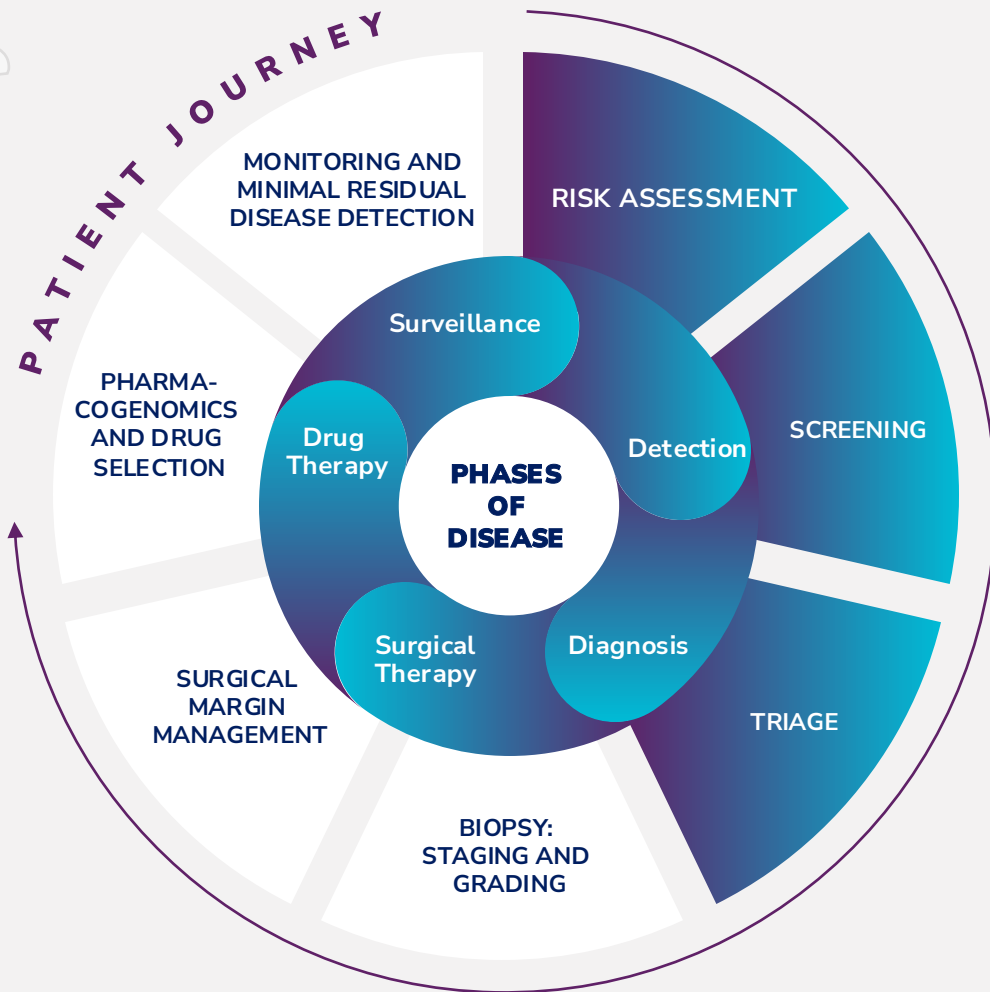 PATIENT JOURNEY
RISK ASSESSMENT
SCREENING
TRIAGE
BIOPSY:
STAGING AND
GRADING
SURGICAL
MARGIN
MANAGEMENT
PHARMA-
COGENOMICS
AND DRUG
SELECTION
MONITORING AND
MINIMAL RESIDUAL
DISEASE DETECTION
Surveillance
Detection
Diagnosis
Surgical
Therapy
Drug
Therapy
PHASES
OF
DISEASE